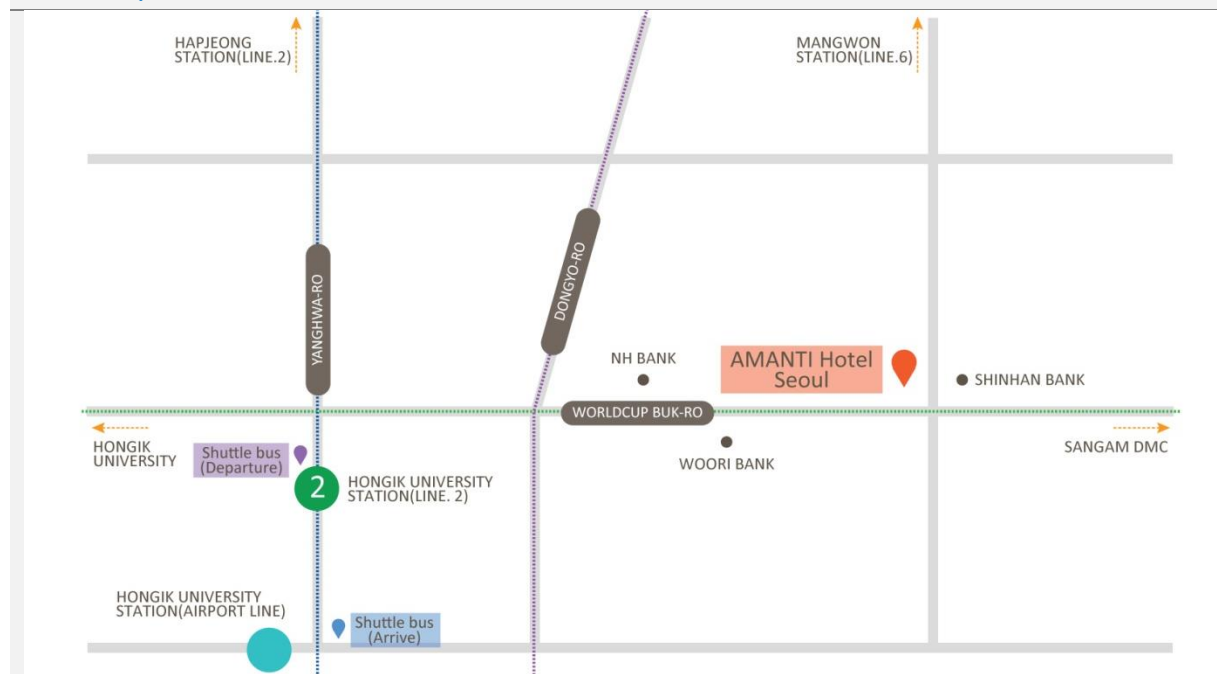 HAPJEONG
STATION(LINE.2)
MANGWON
STATION(LINE.6)
YANGHWA-RO
DONGYO-RO
NH BANK
AMANTI Hotel
Seoul
SHINHAN BANK
WORLDCUP BUK-RO
HONGIK
UNIVERSITY
Shuttle bus
(Departure)
WOORI BANK
SANGAM DMC
2
HONGIK UNIVERSITY
STATION(LINE. 2)
HONGIK UNIVERSITY
STATION(AIRPORT LINE)
Shuttle bus
(Arrive)